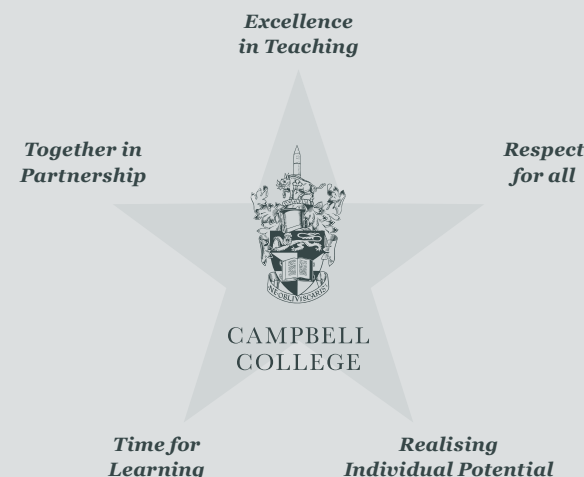 Excellence
in Teaching
Together in
Partnership
Respect
for all
NE OBLIVISCARIS
CAMPBELL
COLLEGE
Time for
Learning
Realising
Individual Potential